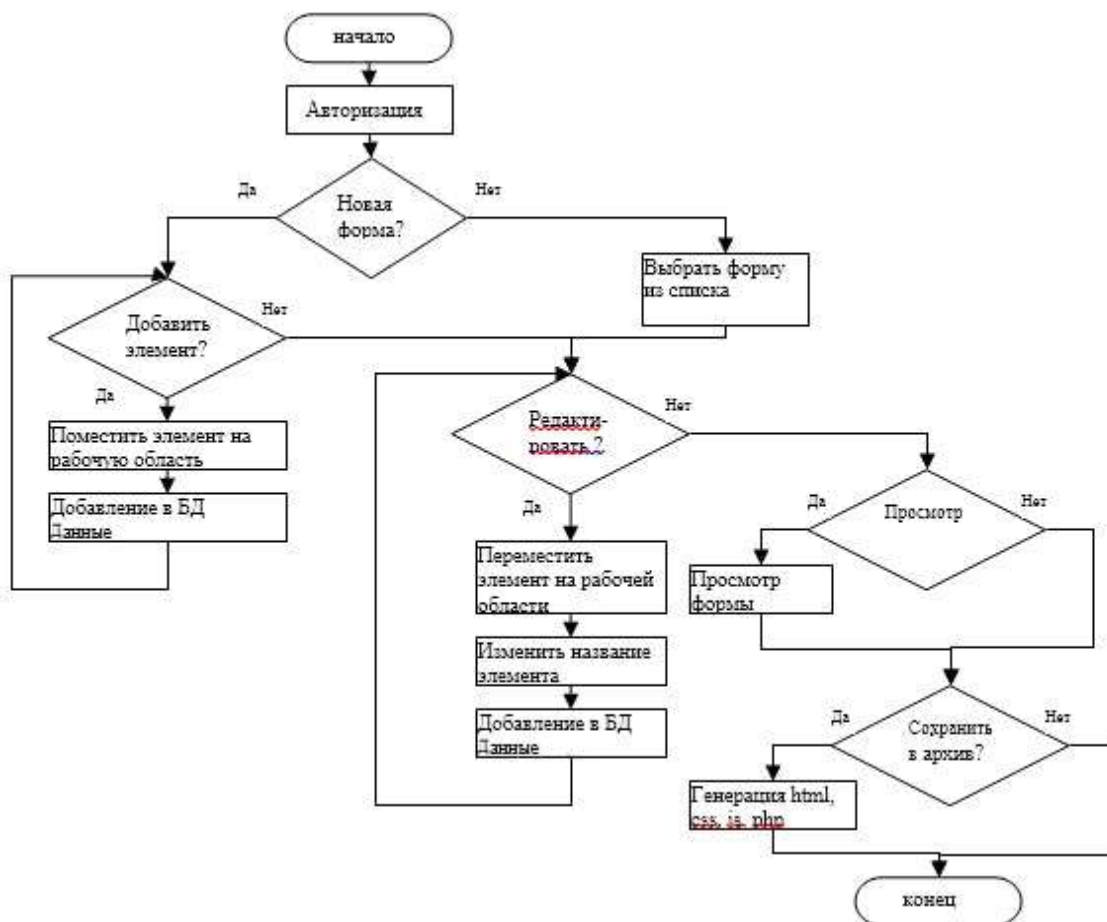 начало
Авторизация
Да
Нет
Новая
форма?
Выбрать форму
из списка
Нет
Добавить
элемент?
Да
Поместить элемент на
рабочую область
Добавление в БД
Данные
Нет
Редакти-
ровать ?
Да
Переместить
элемент на рабочей
области
Изменить название
элемента
Добавление в БД
Данные
Да
Нет
Просмотр
Просмотр
формы
Да
Нет
Сохранить
в архив?
Генерация html,
css, js, php
конец